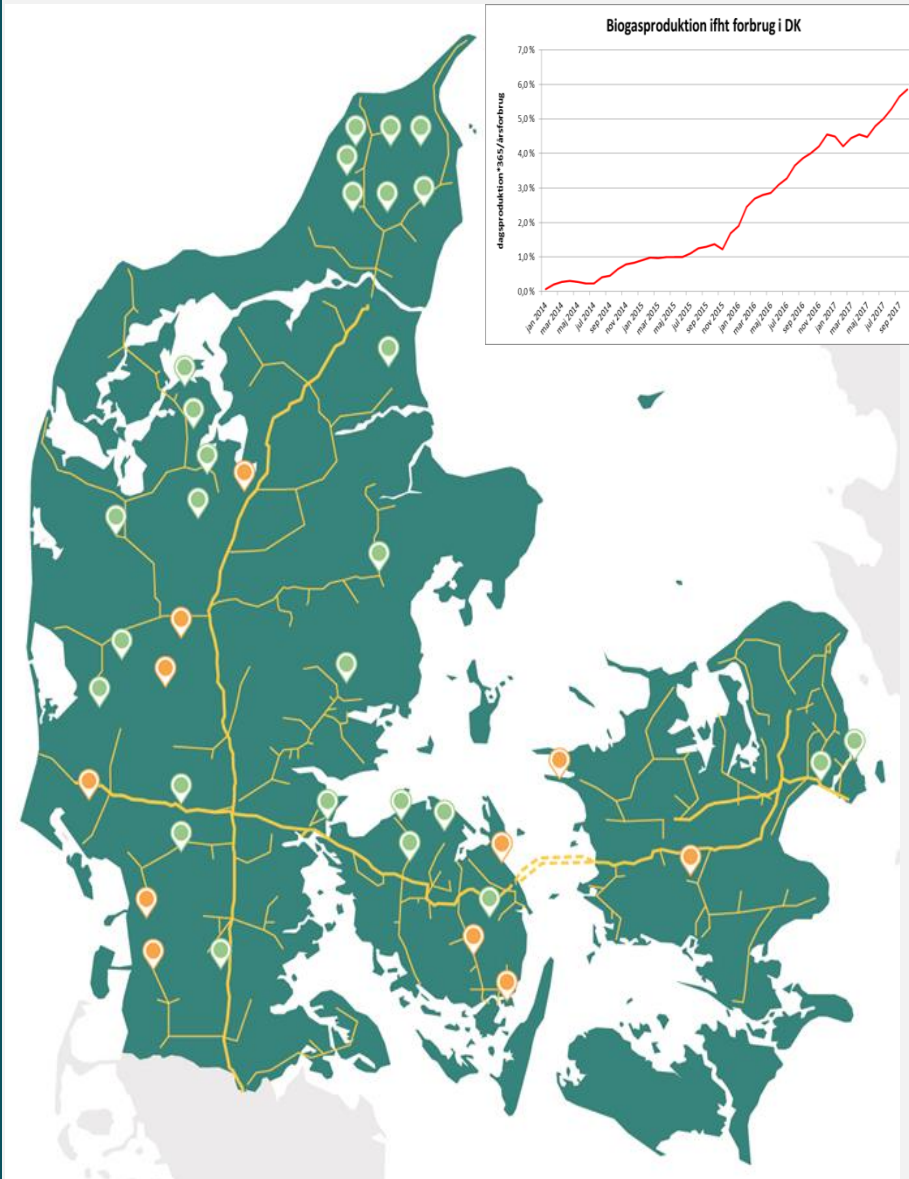 Biogasproduktion ifht forbrug i DK
dagsproduktion*365/årsforbrug
7,0%
6,0%
5,0%
4,0%
3,0%
2,0%
1,0%
0,0%
jan 2014
mar 2014
maj 2014
jul 2014
sep 2014
nov 2014
jan 2015
mar 2015
maj 2015
jul 2015
sep 2015
nov 2015
jan 2016
mar 2016
maj 2016
jul 2016
sep 2016
nov 2016
jan 2017
mar 2017
maj 2017
jul 2017
sep 2017